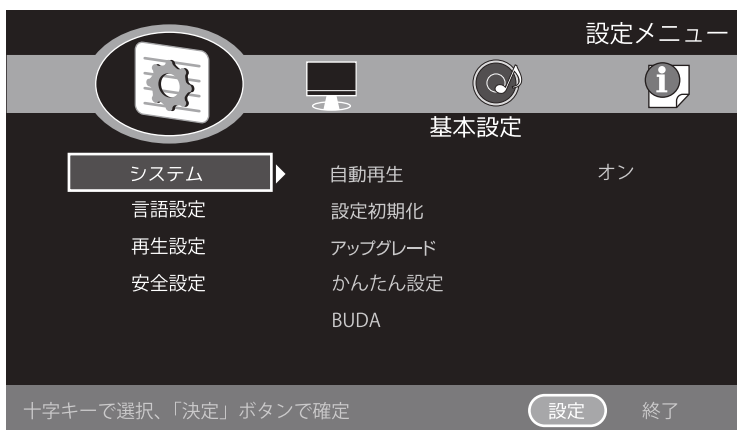 設定メニュー
基本設定
システム
自動再生 オン
言語設定
設定初期化
再生設定
アップグレード
安全設定
かんたん設定
BUDA
十字キーで選択、「決定」ボタンで確定 設定 終了